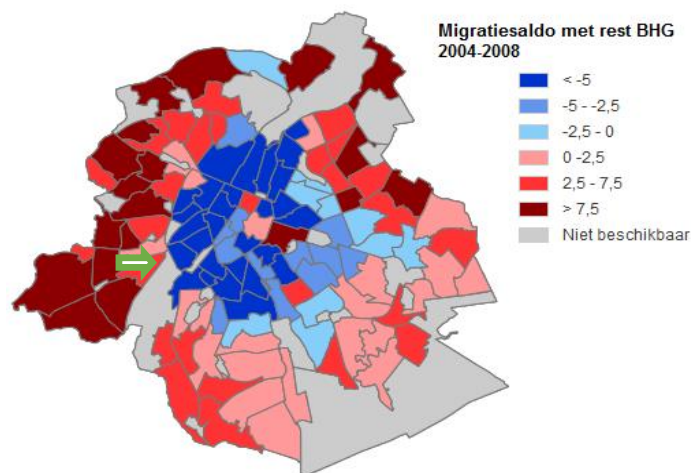 Migratiesaldo met rest BHG
2004-2008
< -5
-5 - -2,5
-2,5 - 0
0 -2,5
2,5 - 7,5
> 7,5
Niet beschikbaar